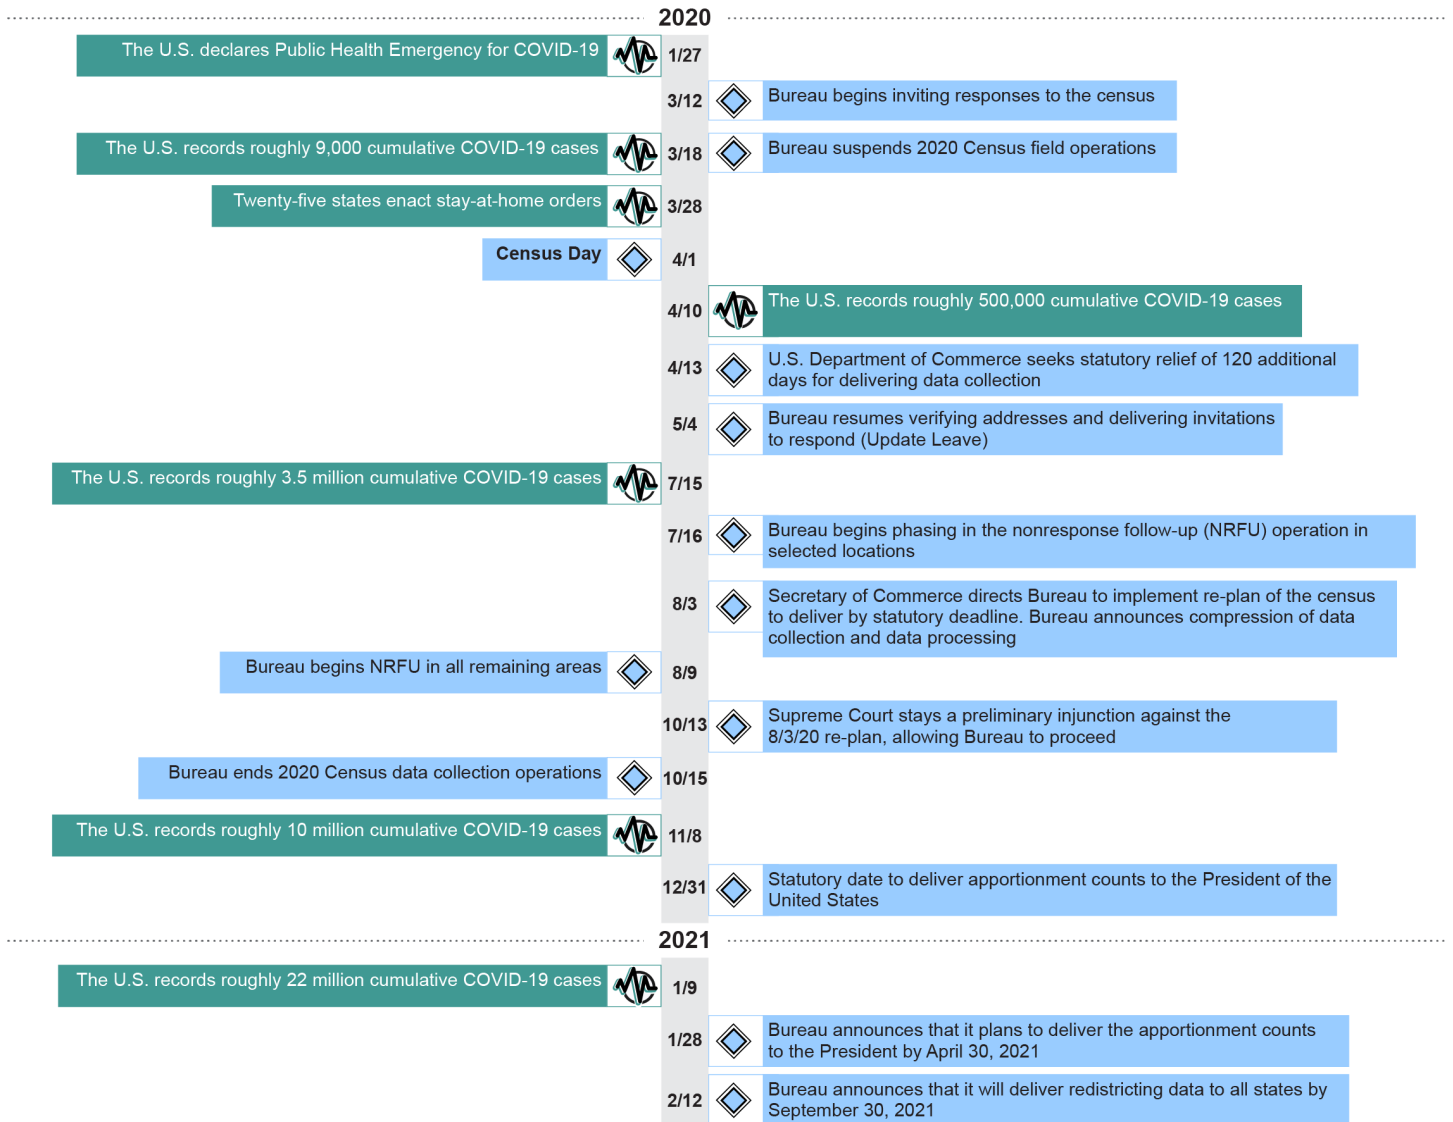 2020
The U.S. declares Public Health Emergency for COVID-19
1/27
3/12
Bureau begins inviting responses to the census
The U.S. records roughly 9,000 cumulative COVID-19 cases
3/18
Bureau suspends 2020 Census field operations
Twenty-five states enact stay-at-home orders
3/28
Census Day
4/1
4/10
The U.S. records roughly 500,000 cumulative COVID-19 cases
4/13
U.S. Department of Commerce seeks statutory relief of 120 additional
days for delivering data collection
5/4
Bureau resumes verifying addresses and delivering invitations
to respond (Update Leave)
The U.S. records roughly 3.5 million cumulative COVID-19 cases
7/15
7/16
Bureau begins phasing in the nonresponse follow-up (NRFU) operation in
selected locations
8/3
Secretary of Commerce directs Bureau to implement re-plan of the census
to deliver by statutory deadline. Bureau announces compression of data
collection and data processing
Bureau begins NRFU in all remaining areas
8/9
10/13
Supreme Court stays a preliminary injunction against the
8/3/20 re-plan, allowing Bureau to proceed
Bureau ends 2020 Census data collection operations
10/15
The U.S. records roughly 10 million cumulative COVID-19 cases
11/8
12/31
Statutory date to deliver apportionment counts to the President of the
United States
2021
The U.S. records roughly 22 million cumulative COVID-19 cases
1/9
1/28
Bureau announces that it plans to deliver the apportionment counts
to the President by April 30, 2021
2/12
Bureau announces that it will deliver redistricting data to all states by
September 30, 2021